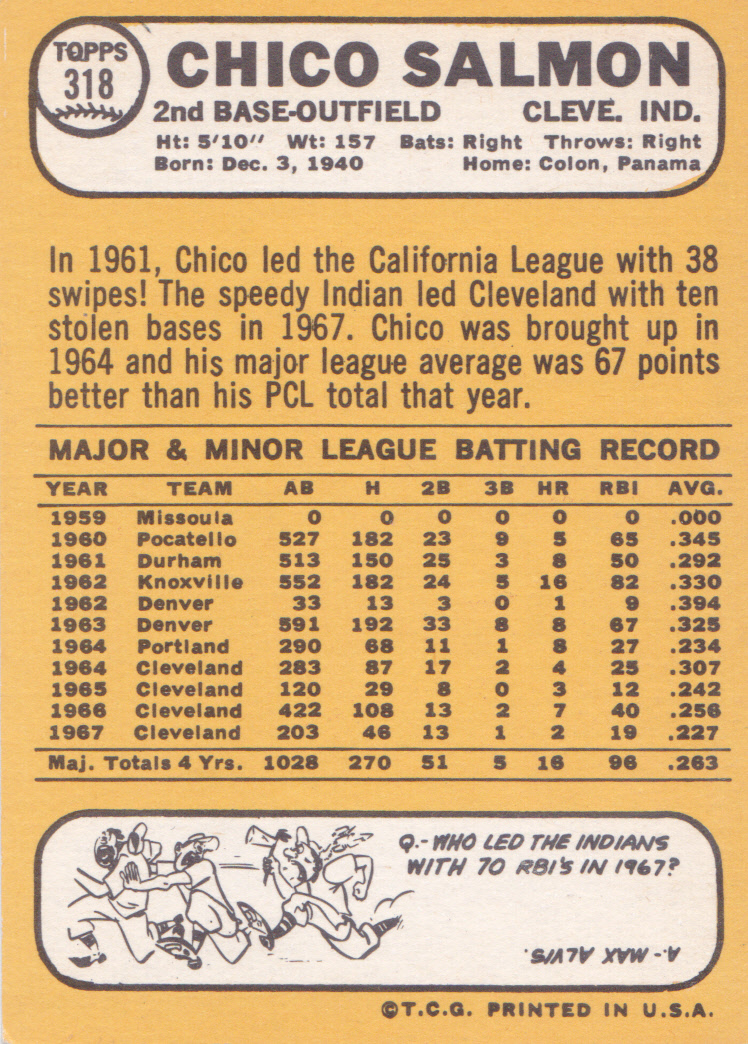 TOPPS
318
CHICO SALMON
2nd BASE-OUTFIELD CLEVE. IND.
Ht: 5'10" Wt: 157 Bats: Right Throws: Right
Born: Dec. 3, 1940 Home: Colon, Panama
In 1961, Chico led the California League with 38
swipes! The speedy Indian led Cleveland with ten
stolen bases in 1967. Chico was brought up in
1964 and his major league average was 67 points
better than his PCL total that year.
MAJOR & MINOR LEAGUE BATTING RECORD
YEAR TEAM AB H 2B 3B HR RBI AVG.
1959 Missoula 0 0 0 0 0 0 .000
1960 Pocatello 527 182 23 9 5 65 .345
1961 Durham 513 150 25 3 8 50 .292
1962 Knoxville 552 182 24 5 16 82 .330
1962 Denver 33 13 3 0 1 9 .394
1963 Denver 591 192 33 8 8 67 .325
1964 Portland 290 68 11 1 8 27 .234
1964 Cleveland 283 87 17 2 4 25 .307
1965 Cleveland 120 29 8 0 3 12 .242
1966 Cleveland 422 108 13 2 7 40 .256
1967 Cleveland 203 46 13 1 2 19 .227
Maj. Totals 4 Yrs. 1028 270 51 5 16 96 .263
Q.- WHO LED THE INDIANS
WITH 70 RBI'S IN 1967?
A.- MAX ALVIS.
©T.C.G. PRINTED IN U.S.A.